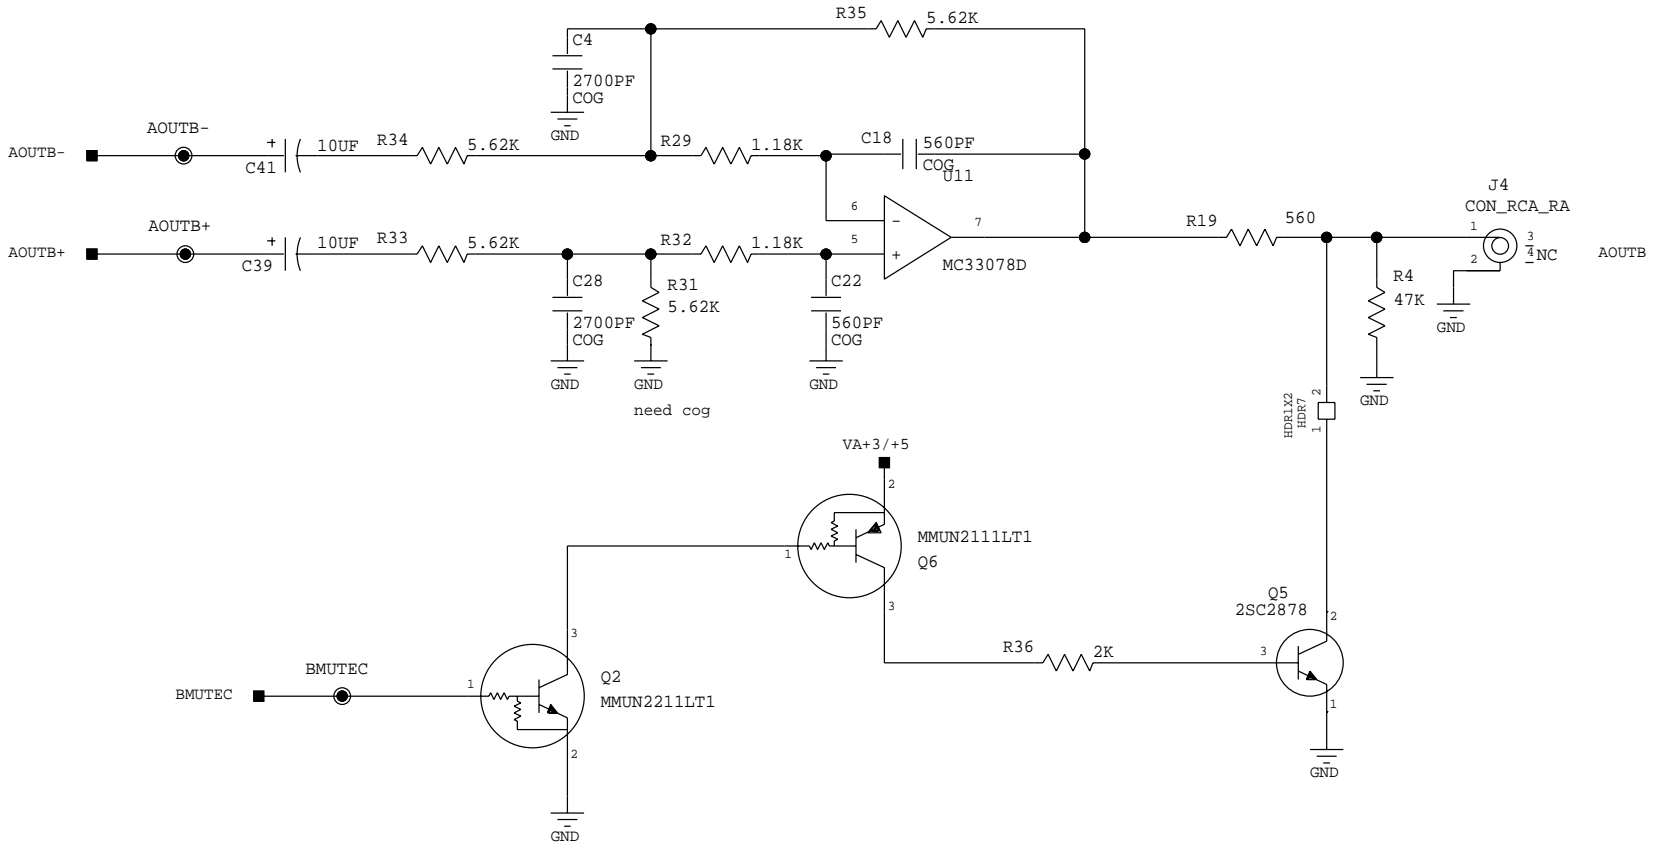 R35 5.62K
C4
2700PF
COG
GND
AOUTB-
AOUTB-
+
C41
10UF
R34 5.62K
R29 1.18K
C18 560PF
COG
U11
AOUTB+
AOUTB+
+
C39
10UF
R33 5.62K
R32 1.18K
6
5
-
+
7
MC33078D
C28
2700PF
COG
GND
R31
5.62K
GND
need cog
C22
560PF
COG
GND
R19 560
J4
CON_RCA_RA
1
2
3
4
NC
AOUTB
GND
R4
47K
GND
HDR1X2
HDR7
2
1
VA+3/+5
2
1
MMUN2111LT1
Q6
3
R36 2K
Q5
2SC2878
2
3
1
GND
BMUTEC
BMUTEC
1
3
Q2
MMUN2211LT1
2
GND